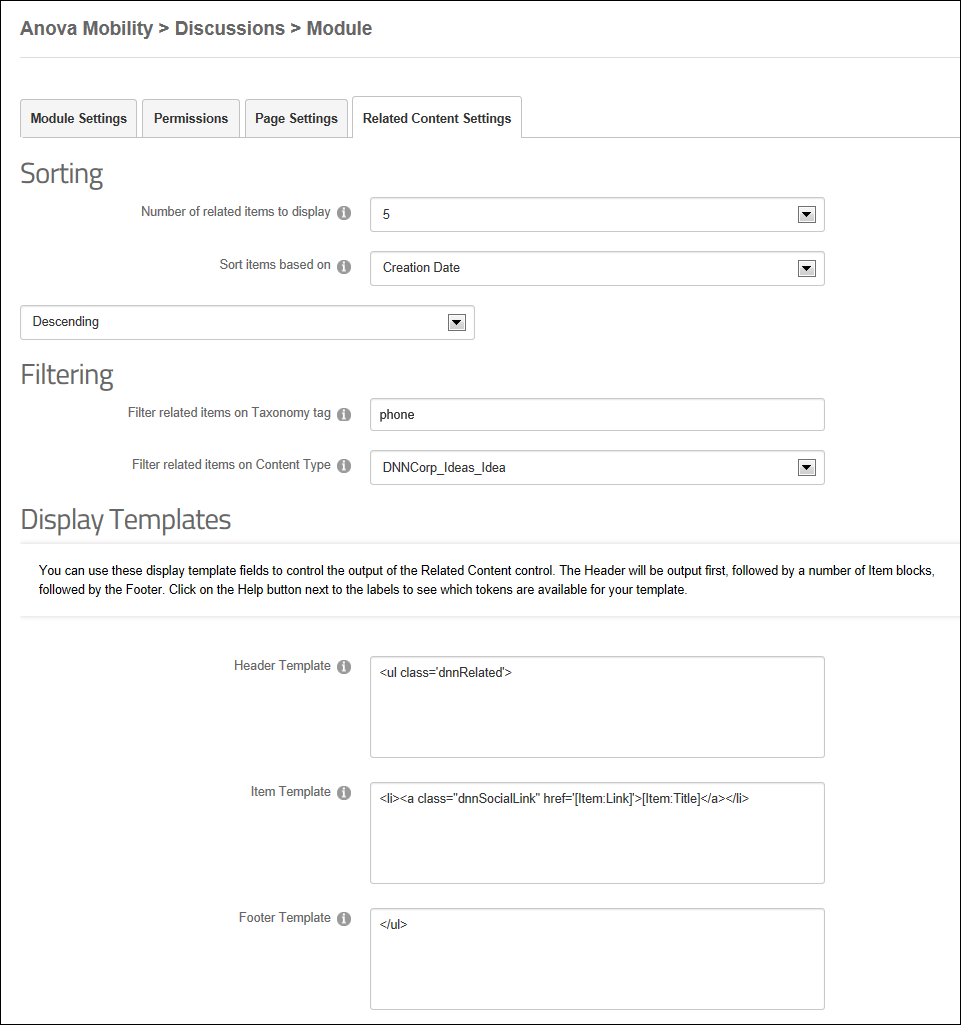 Anova Mobility > Discussions > Module
Module Settings
Permissions
Page Settings
Related Content Settings
Sorting
Number of related items to display
5
Sort items based on
Creation Date
Descending
Filtering
Filter related items on Taxonomy tag
phone
Filter related items on Content Type
DNNCorp_Ideas_Idea
Display Templates
You can use these display template fields to control the output of the Related Content control. The Header will be output first, followed by a number of Item blocks,
followed by the Footer. Click on the Help button next to the labels to see which tokens are available for your template.
Header Template
<ul class='dnnRelated'>
Item Template
<li><a class="dnnSocialLink" href='[Item:Link]'>[Item:Title]</a></li>
Footer Template
</ul>